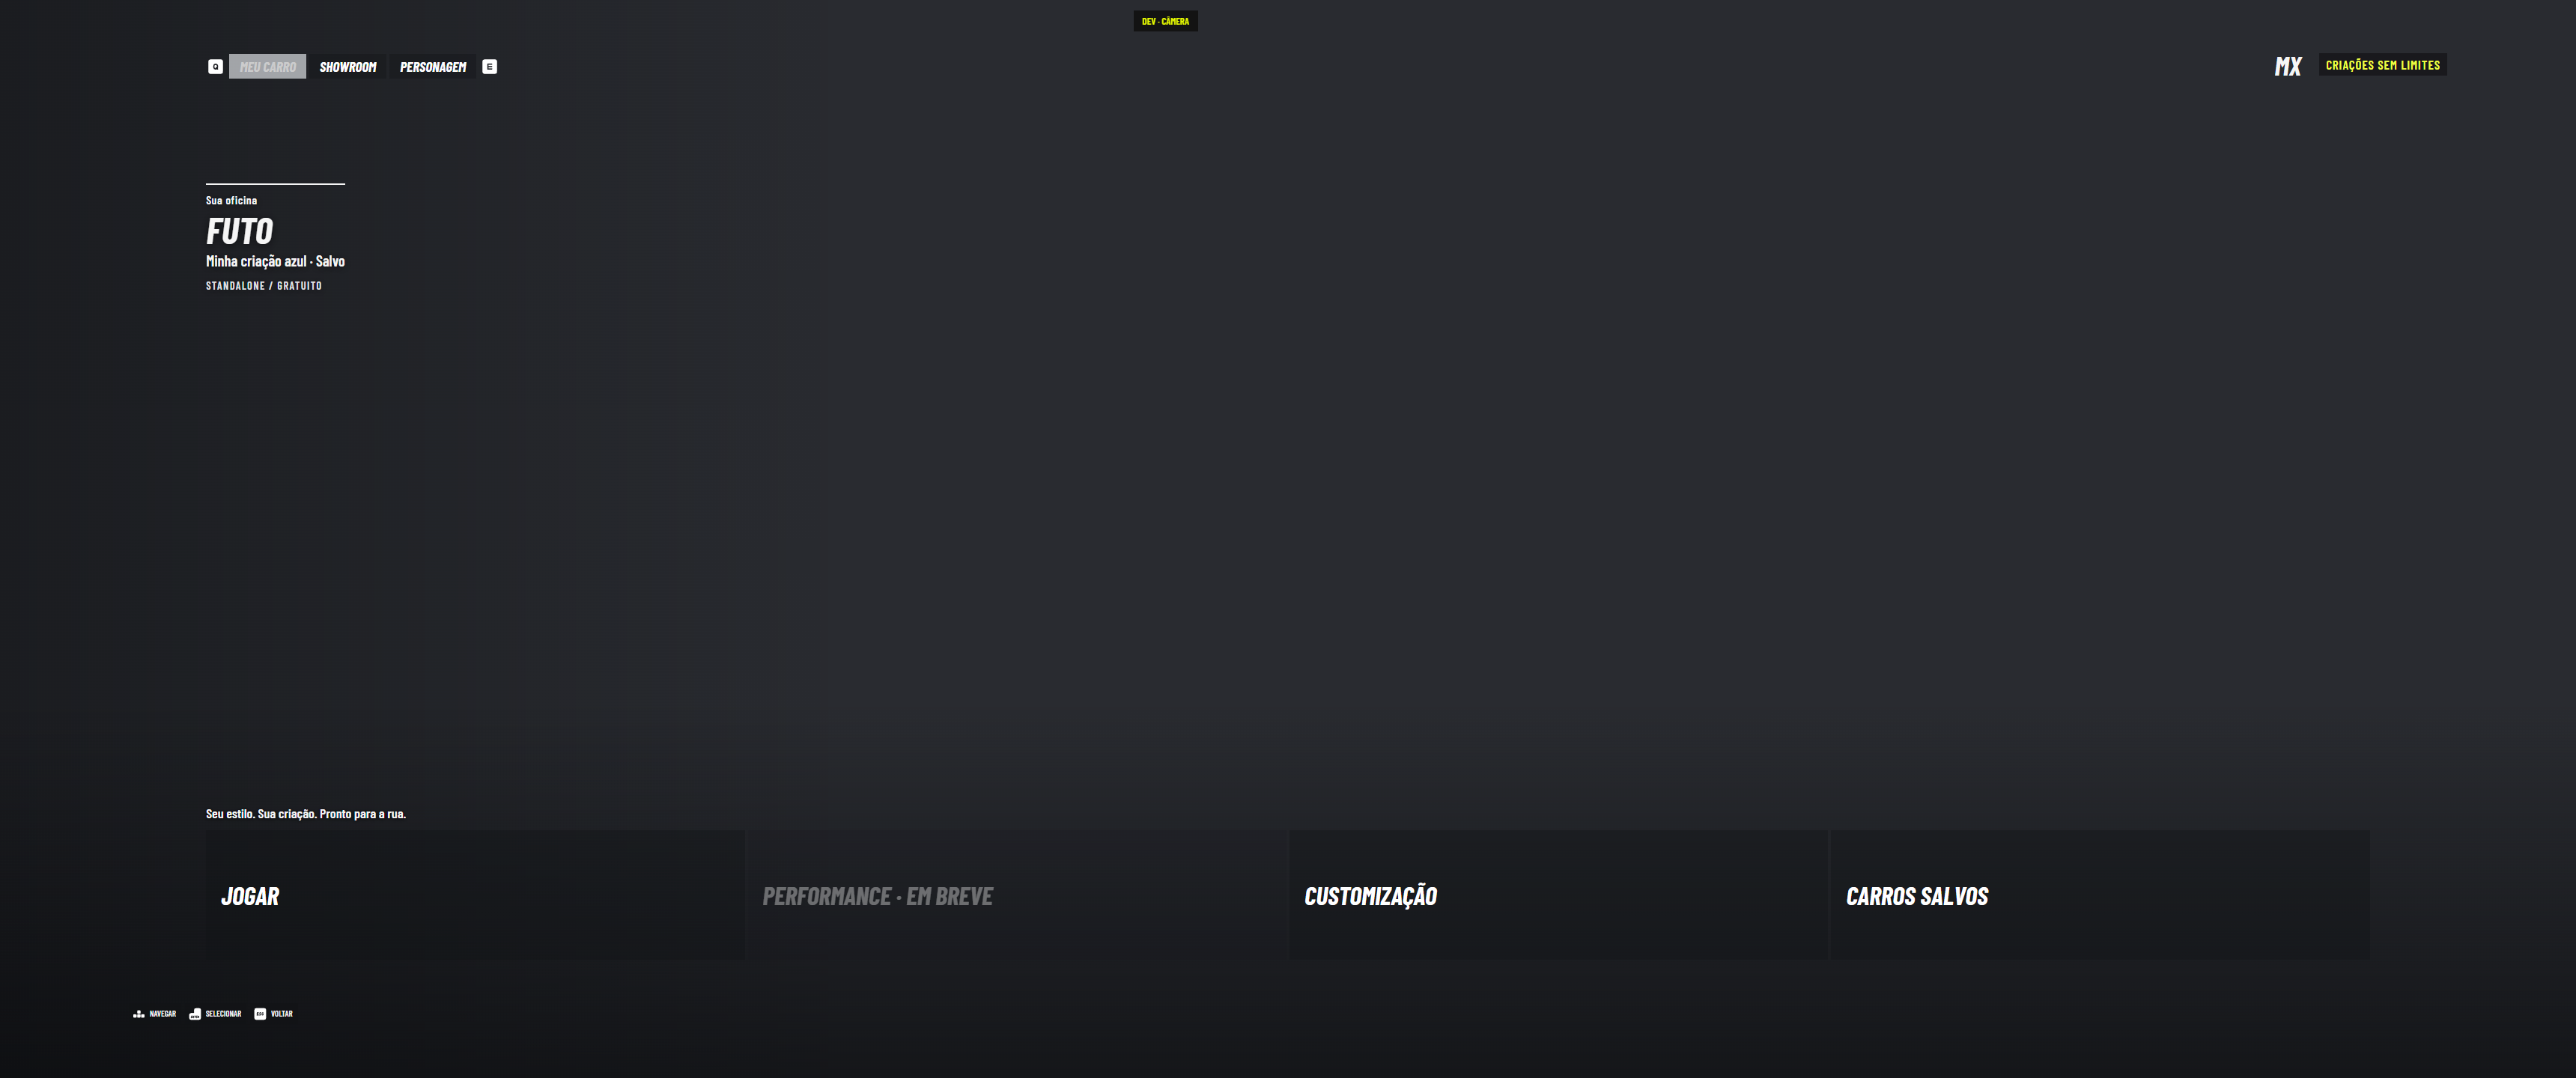 DEV · CÂMERA
Q MEU CARRO SHOWROOM PERSONAGEM E
MX CRIAÇÕES SEM LIMITES
Sua oficina
FUTO
Minha criação azul · Salvo
STANDALONE / GRATUITO
Seu estilo. Sua criação. Pronto para a rua.
JOGAR
PERFORMANCE · EM BREVE
CUSTOMIZAÇÃO
CARROS SALVOS
NAVEGAR SELECIONAR ESC VOLTAR